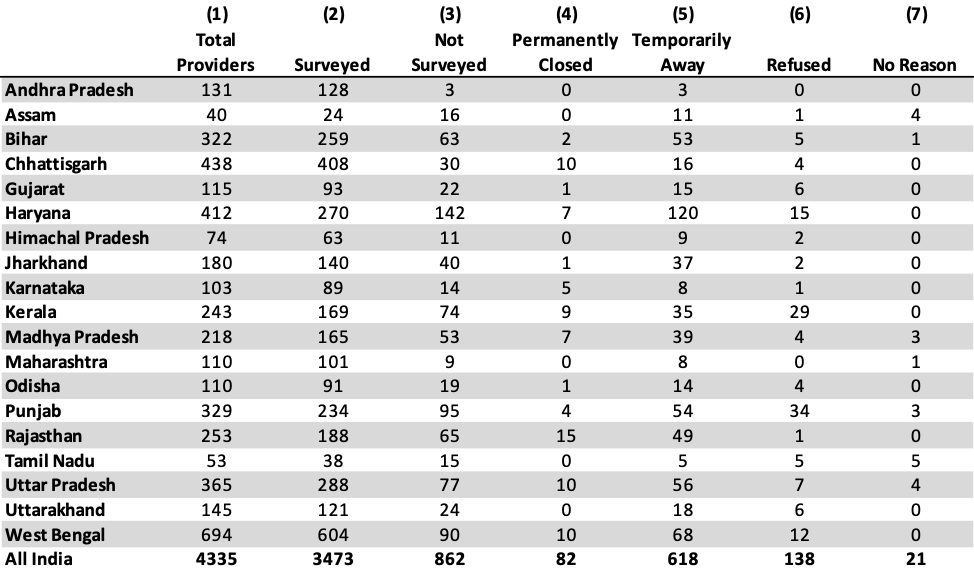 (1) (2) (3) (4) (5) (6) (7)
Total Not Permanently Temporarily
Providers Surveyed Surveyed Closed Away Refused No Reason
Andhra Pradesh 131 128 3 0 3 0 0
Assam 40 24 16 0 11 1 4
Bihar 322 259 63 2 53 5 1
Chhattisgarh 438 408 30 10 16 4 0
Gujarat 115 93 22 1 15 6 0
Haryana 412 270 142 7 120 15 0
Himachal Pradesh 74 63 11 0 9 2 0
Jharkhand 180 140 40 1 37 2 0
Karnataka 103 89 14 5 8 1 0
Kerala 243 169 74 9 35 29 0
Madhya Pradesh 218 165 53 7 39 4 3
Maharashtra 110 101 9 0 8 0 1
Odisha 110 91 19 1 14 4 0
Punjab 329 234 95 4 54 34 3
Rajasthan 253 188 65 15 49 1 0
Tamil Nadu 53 38 15 0 5 5 5
Uttar Pradesh 365 288 77 10 56 7 4
Uttarakhand 145 121 24 0 18 6 0
West Bengal 694 604 90 10 68 12 0
All India 4335 3473 862 82 618 138 21